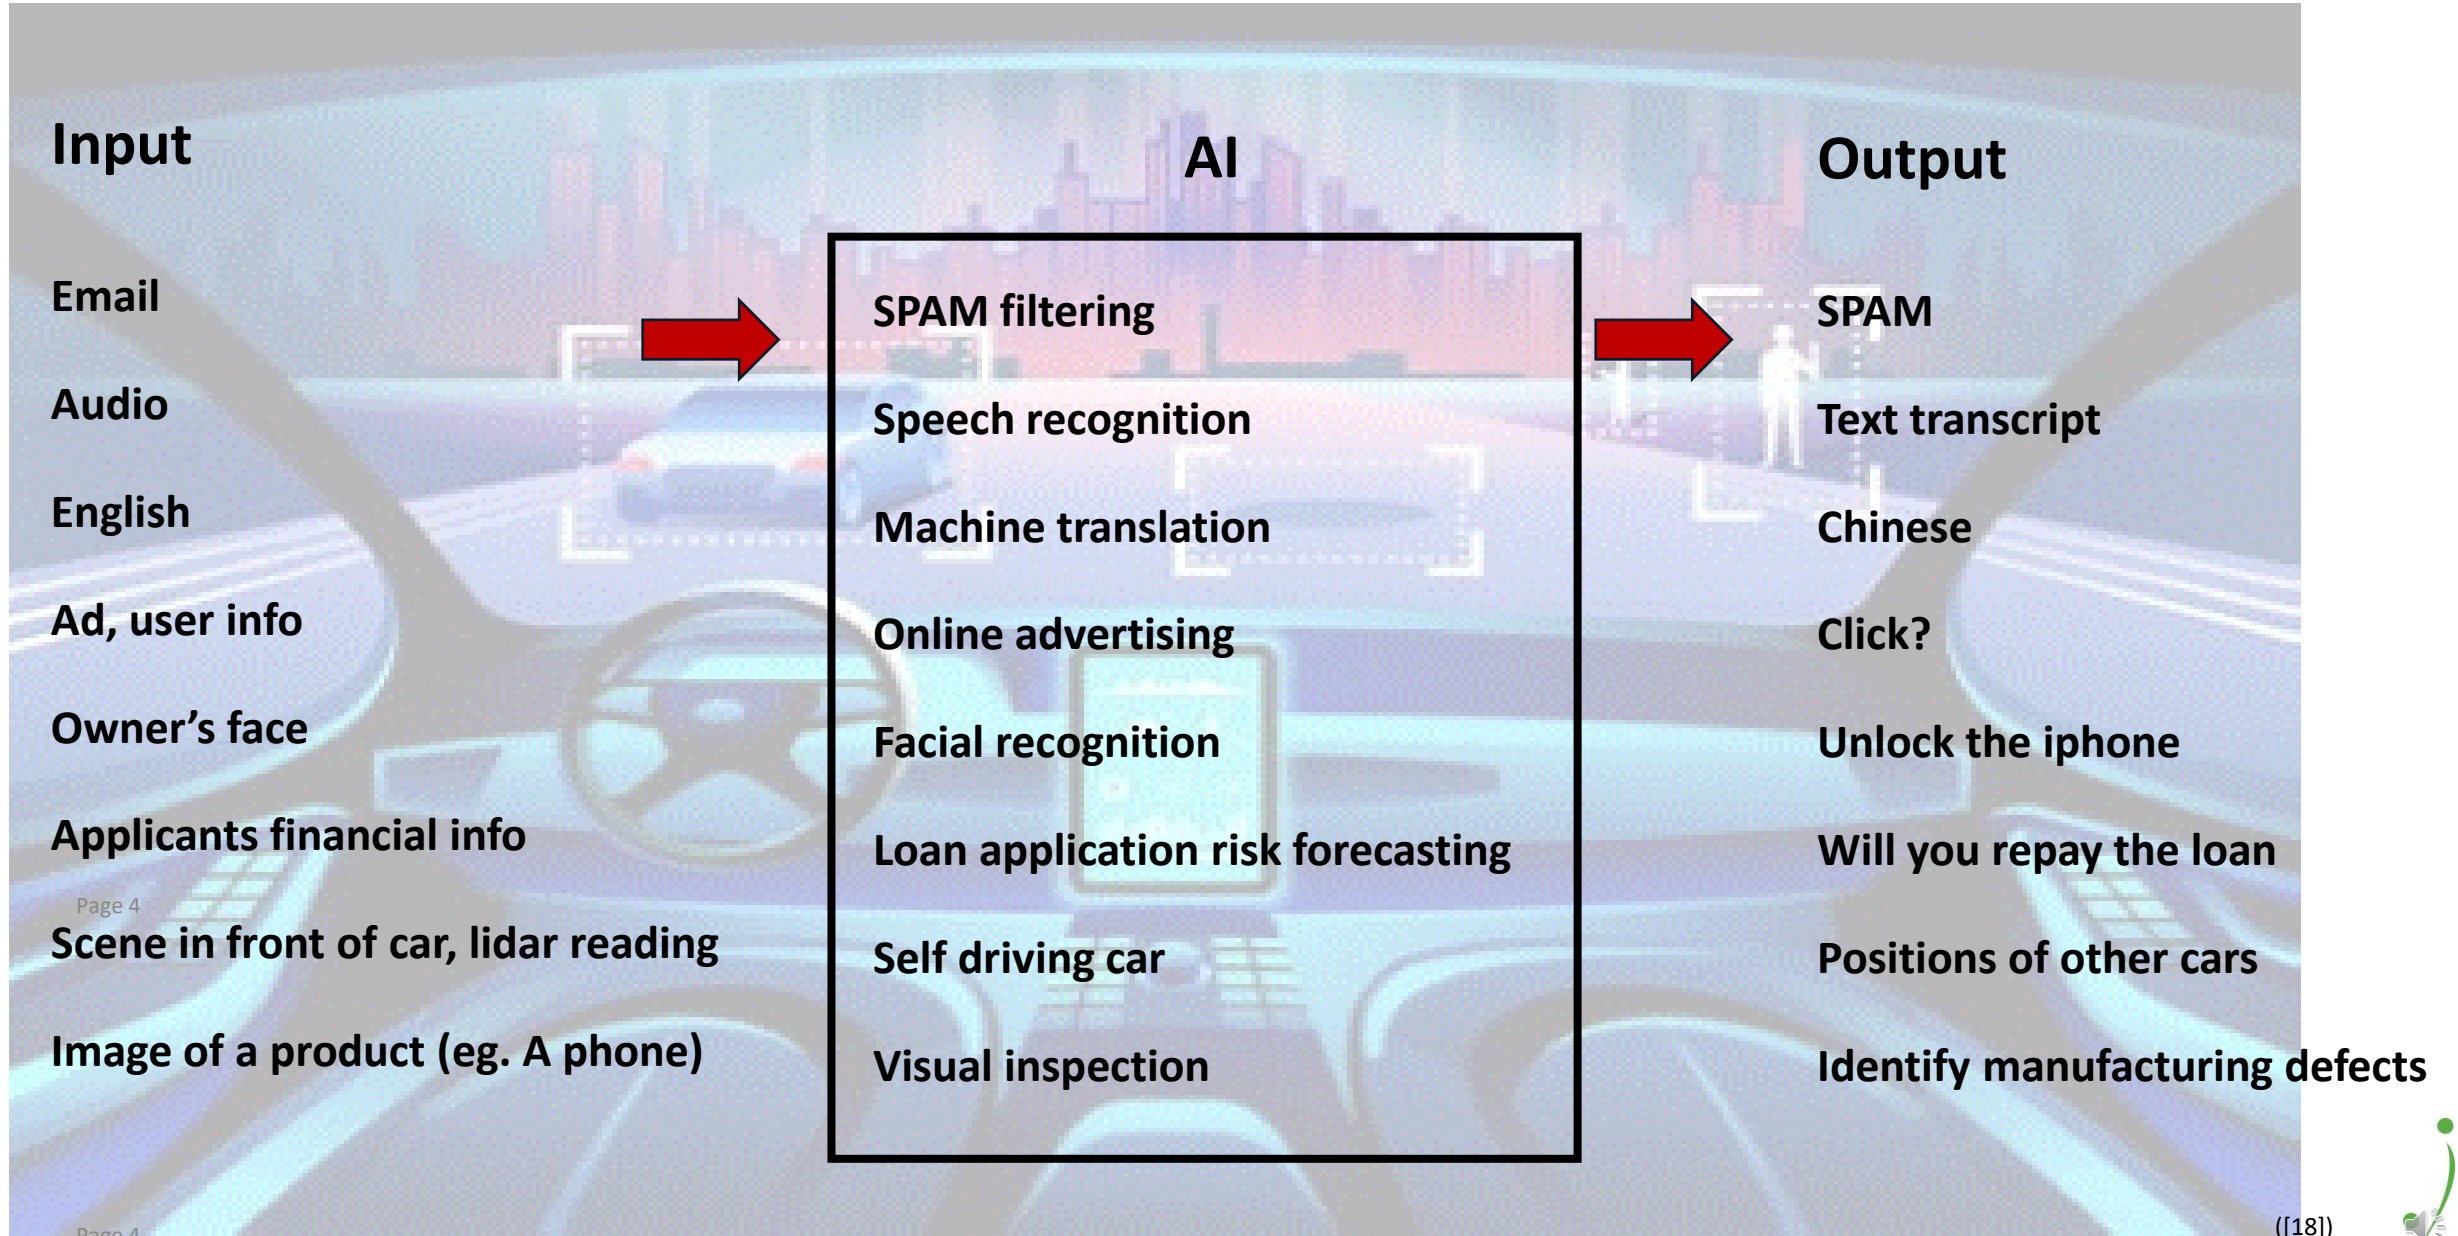 Input
AI
Output
Email
SPAM filtering
SPAM
Audio
Speech recognition
Text transcript
English
Machine translation
Chinese
Ad, user info
Online advertising
Click?
Owner’s face
Facial recognition
Unlock the iphone
Applicants financial info
Loan application risk forecasting
Will you repay the loan
Page 4
Scene in front of car, lidar reading
Self driving car
Positions of other cars
Image of a product (eg. A phone)
Visual inspection
Identify manufacturing defects
Page 4
([18])